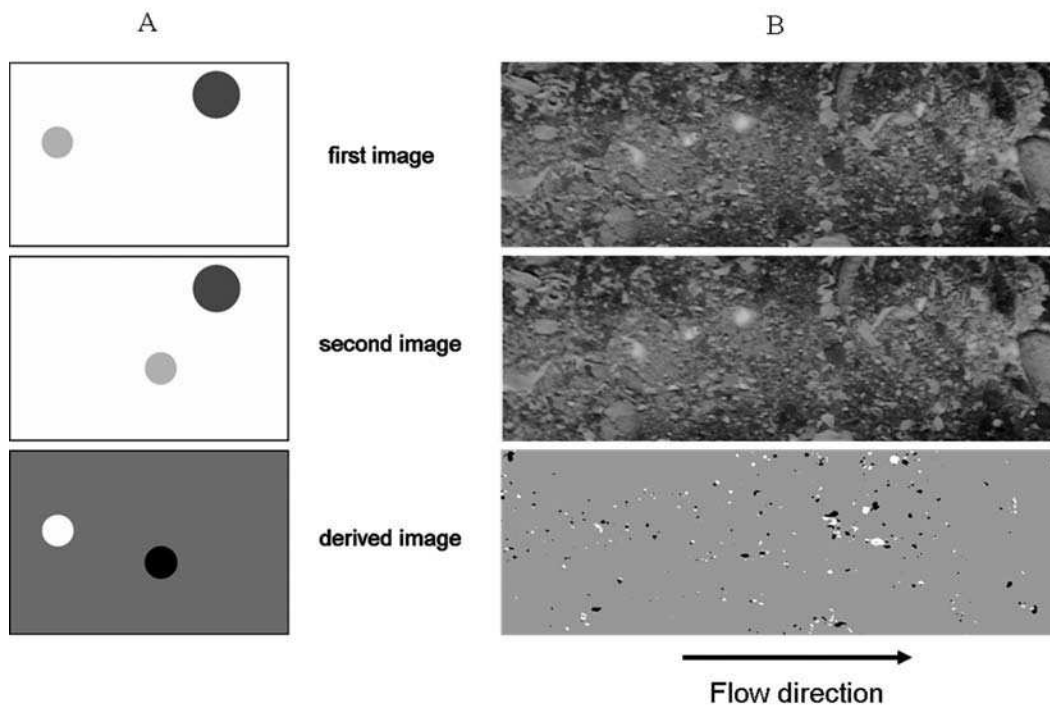 A
B
first image
second image
derived image
Flow direction